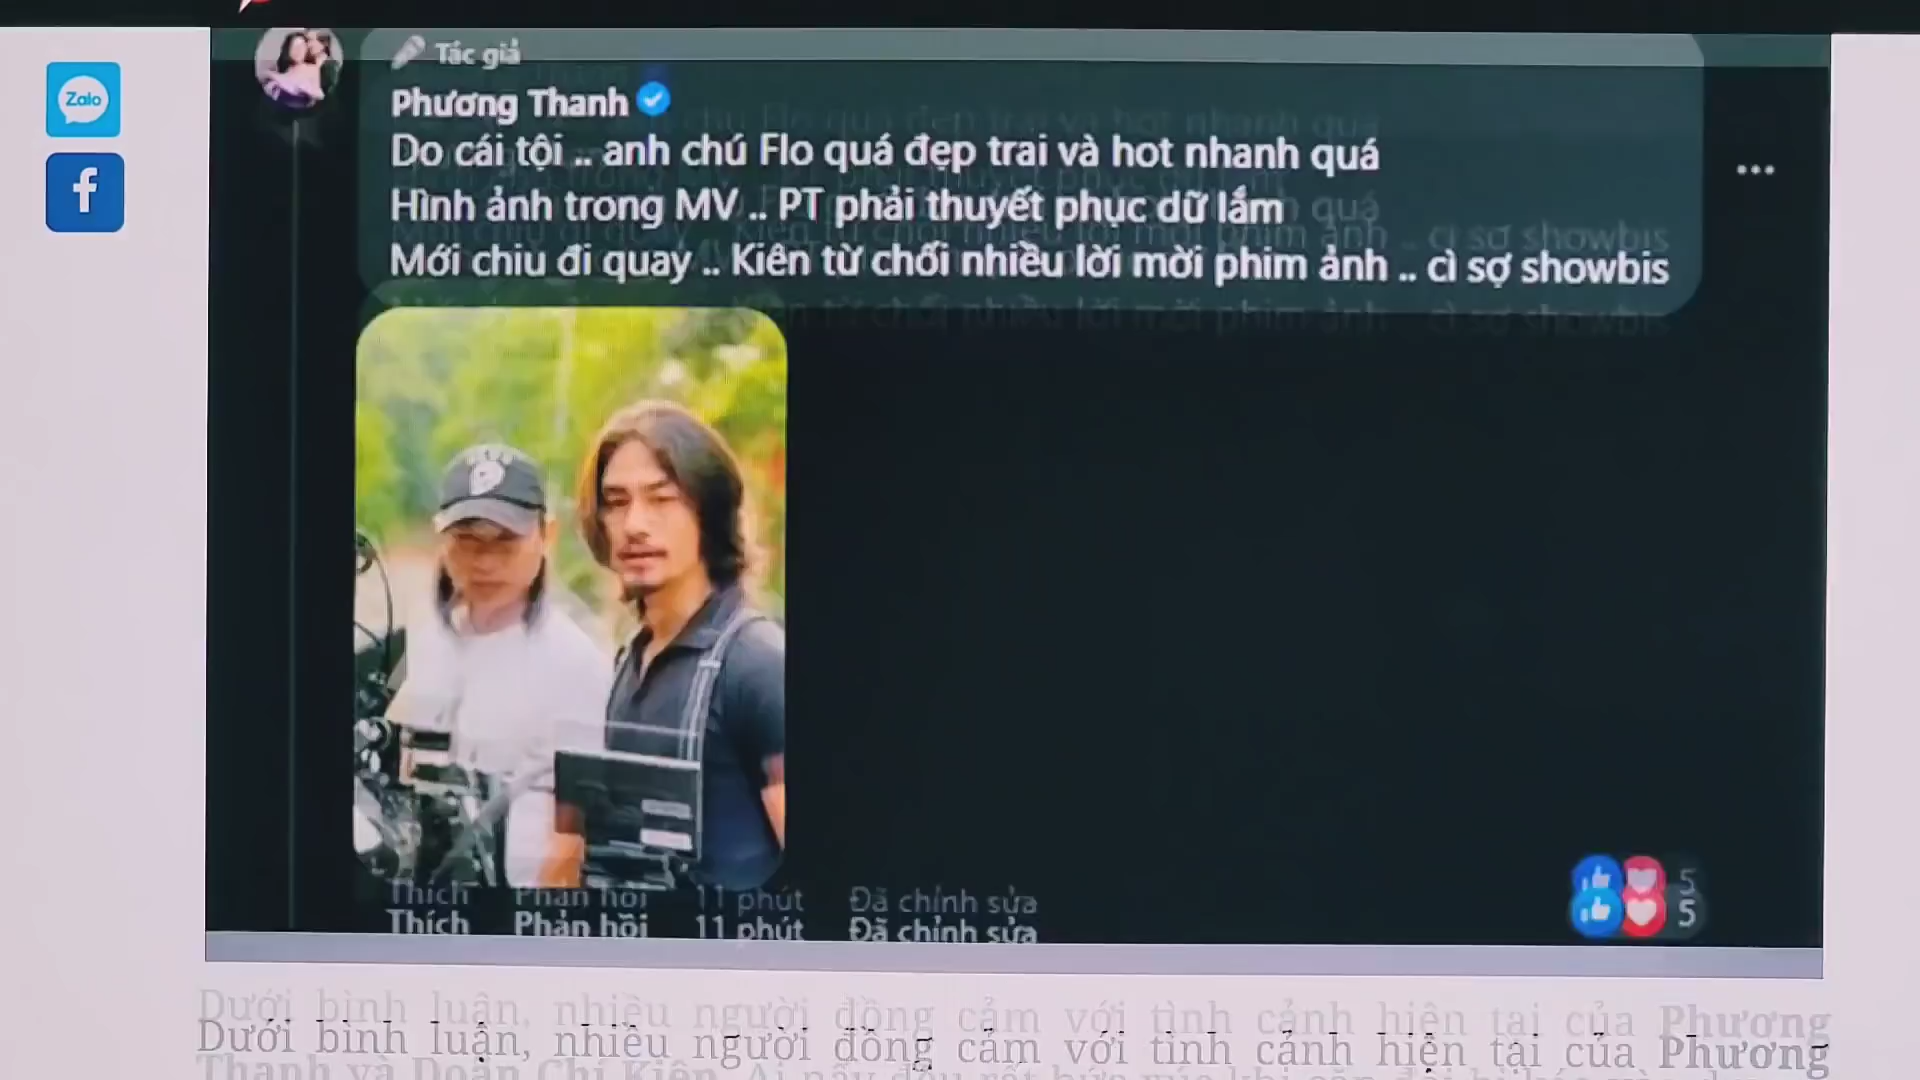 Zalo
f
Tác giả
Phương Thanh
Do cái tội .. anh chú Flo quá đẹp trai và hot nhanh quá
Hình ảnh trong MV .. PT phải thuyết phục dữ lắm
Mới chiu đi quay .. Kiên từ chối nhiều lời mời phim ảnh .. cì sợ showbis
Thích Phản hồi 11 phút Đã chỉnh sửa
5
Dưới bình luận, nhiều người đồng cảm với tình cảnh hiện tại của Phương
Thanh và Doãn Chí Kiên.